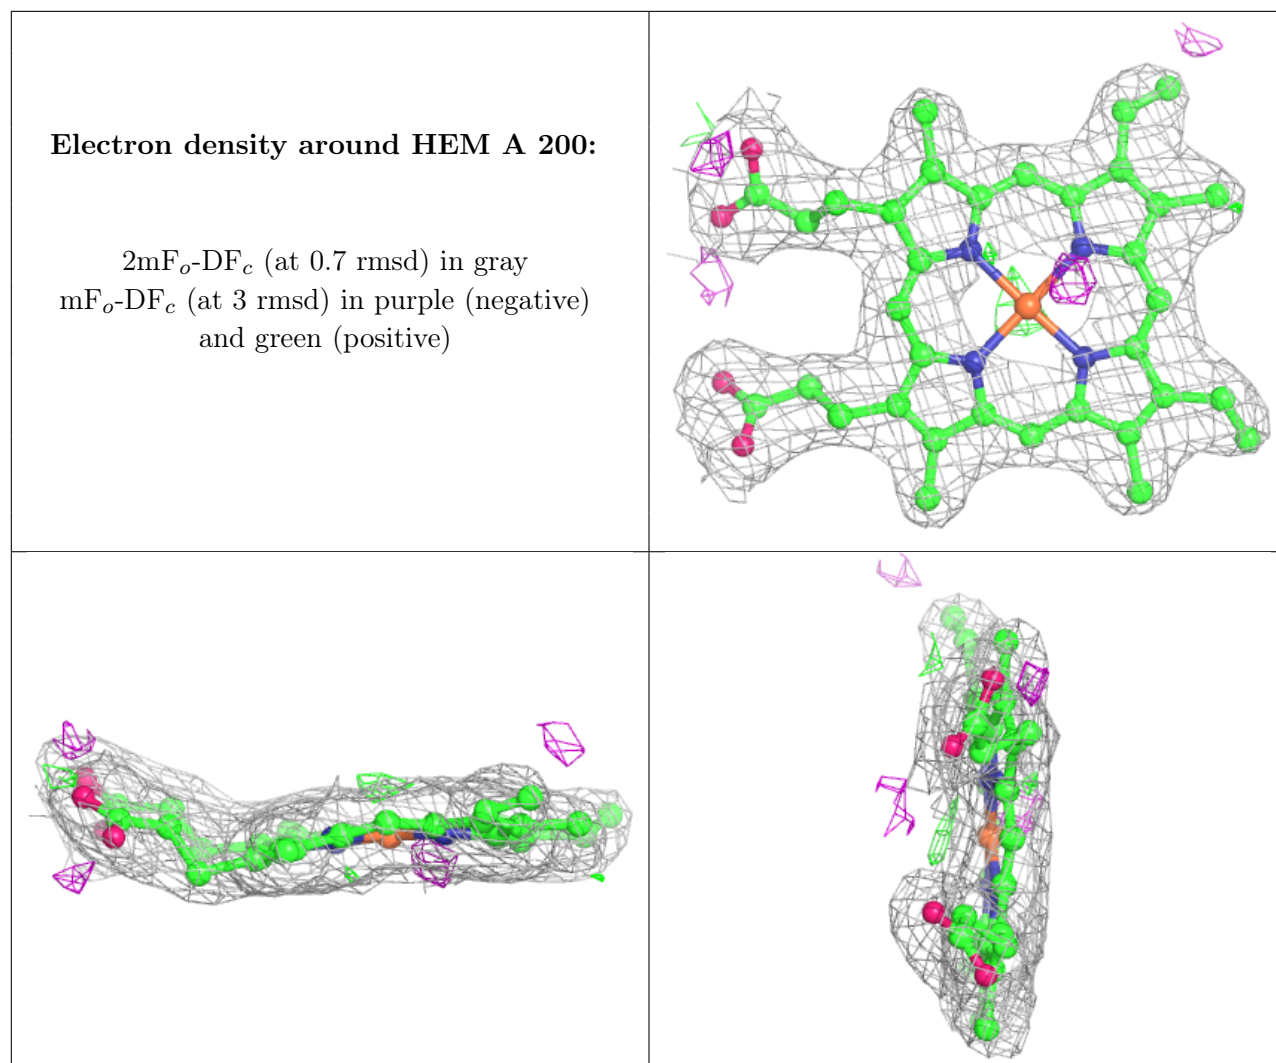 Electron density around HEM A 200:
2mFo-DFc (at 0.7 rmsd) in gray
mFo-DFc (at 3 rmsd) in purple (negative)
and green (positive)